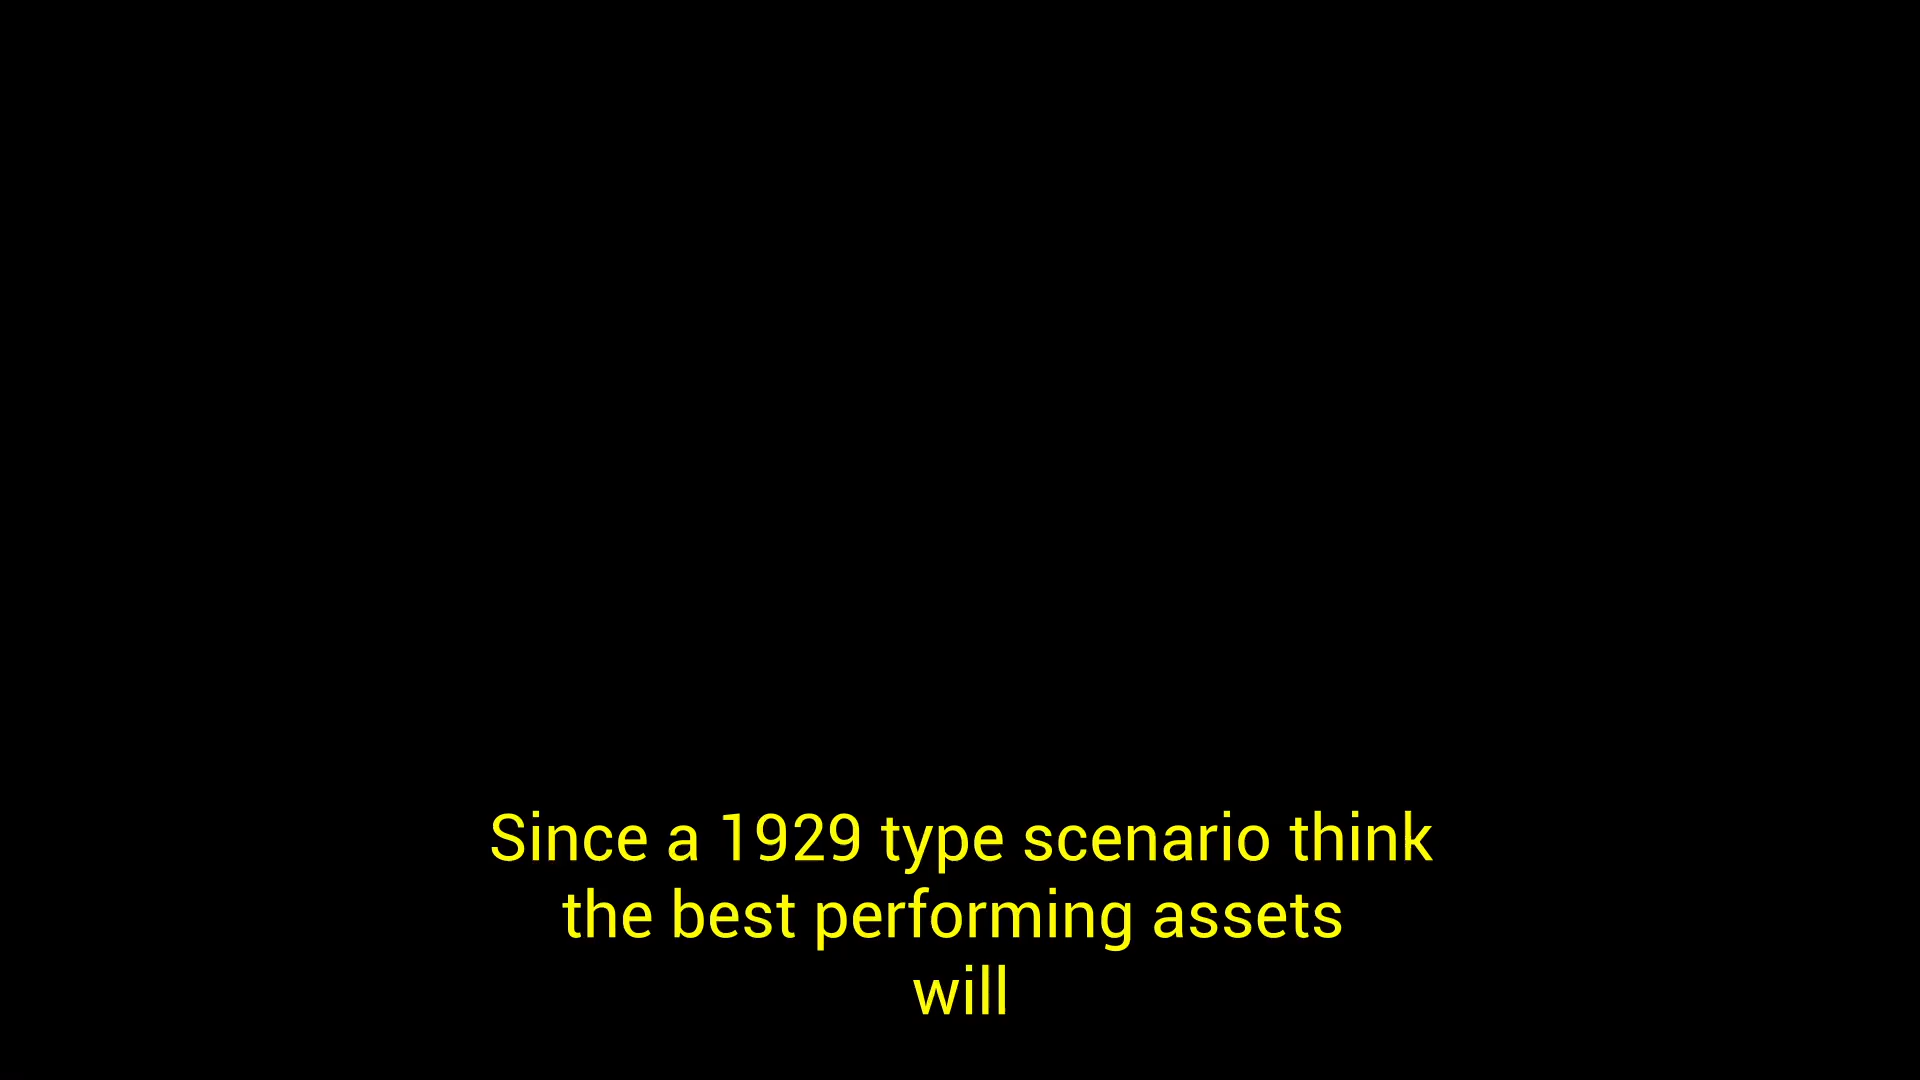 Since a 1929 type scenario think
the best performing assets
will